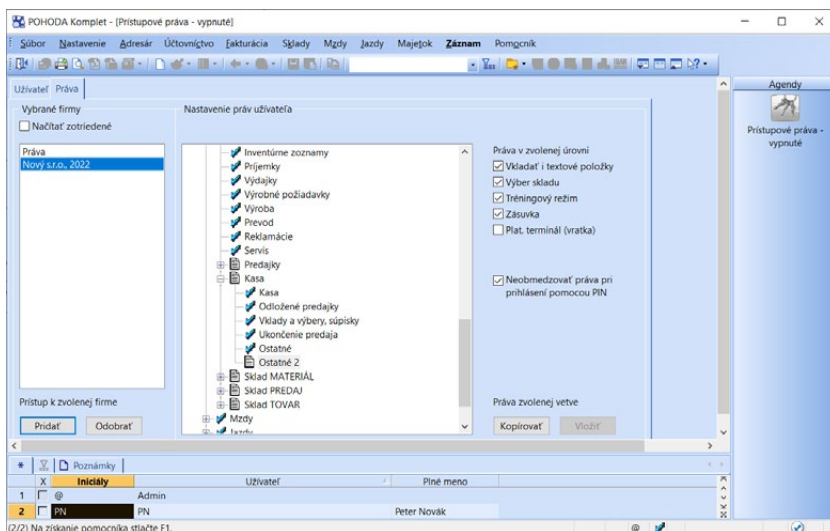 POHODA Komplet - [Prístupové práva - vypnuté]
Súbor Nastavenie Adresár Účtovníctvo Fakturácia Sklady Mzdy Jazdy Majetok Záznam Pomocník
Užívateľ Práva
Agendy
Prístupové práva -
vypnuté
Vybrané firmy
Načítať zotriedené
Práva
Nový s.r.o., 2022
Prístup k zvolenej firme
Pridať Odobrať
Nastavenie práv užívateľa
Inventúrne zoznamy
Príjemky
Výdajky
Výrobné požiadavky
Výroba
Prevod
Reklamácie
Servis
Predajky
Kasa
Kasa
Odložené predajky
Vklady a výbery, súpisky
Ukončenie predaja
Ostatné
Ostatné 2
Sklad MATERIÁL
Sklad PREDAJ
Sklad TOVAR
Mzdy
Jazdy
Práva v zvolenej úrovni
Vkladať i textové položky
Výber skladu
Tréningový režim
Zásuvka
Plat. terminál (vratka)
Neobmedzovať práva pri
prihlásení pomocou PIN
Práva zvolenej vetve
Kopírovať Vložiť
* Poznámky
X Iniciály Užívateľ Plné meno
1 @ Admin
2 PN PN Peter Novák
(2/2) Na získanie pomocníka stlačte F1. @